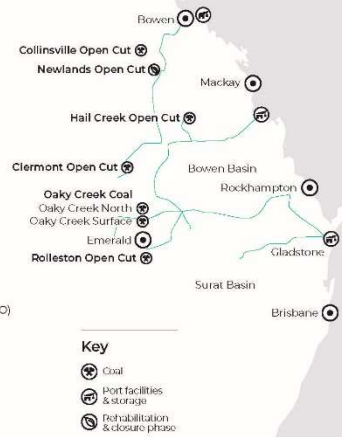 Bowen
Collinsville Open Cut
Newlands Open Cut
Mackay
Hail Creek Open Cut
Clermont Open Cut
Bowen Basin
Rockhampton
Oaky Creek Coal
Oaky Creek North
Oaky Creek Surface
Emerald
Gladstone
Rolleston Open Cut
Surat Basin
O)
Brisbane
Key
Coal
Port facilities
& storage
Rehabilitation
& closure phase